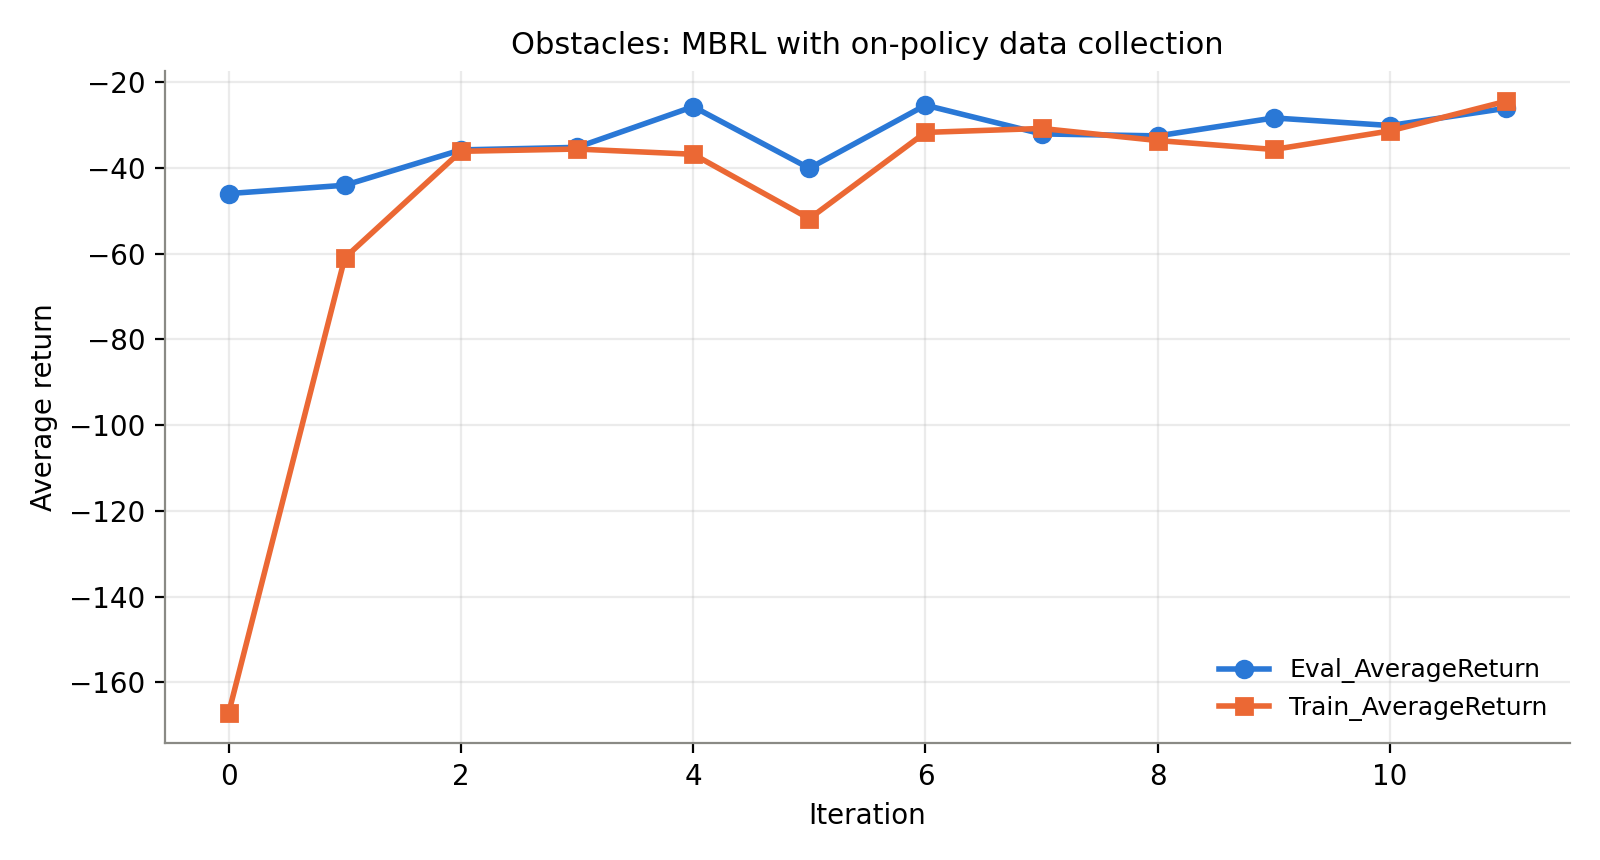 Obstacles: MBRL with on-policy data collection
−20
−40
−60
−80
−100
−120
−140
−160
Average return
0 2 4 6 8 10
Iteration
Eval_AverageReturn
Train_AverageReturn